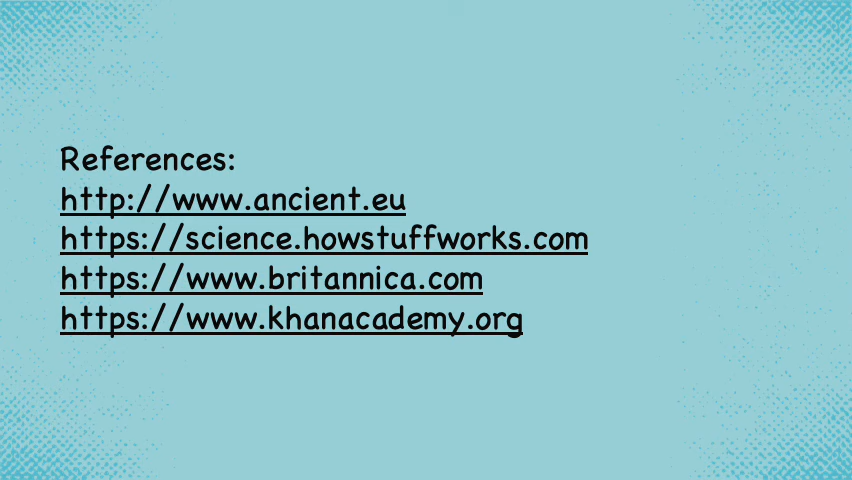 References:
http://www.ancient.eu
https://science.howstuffworks.com
https://www.britannica.com
https://www.khanacademy.org